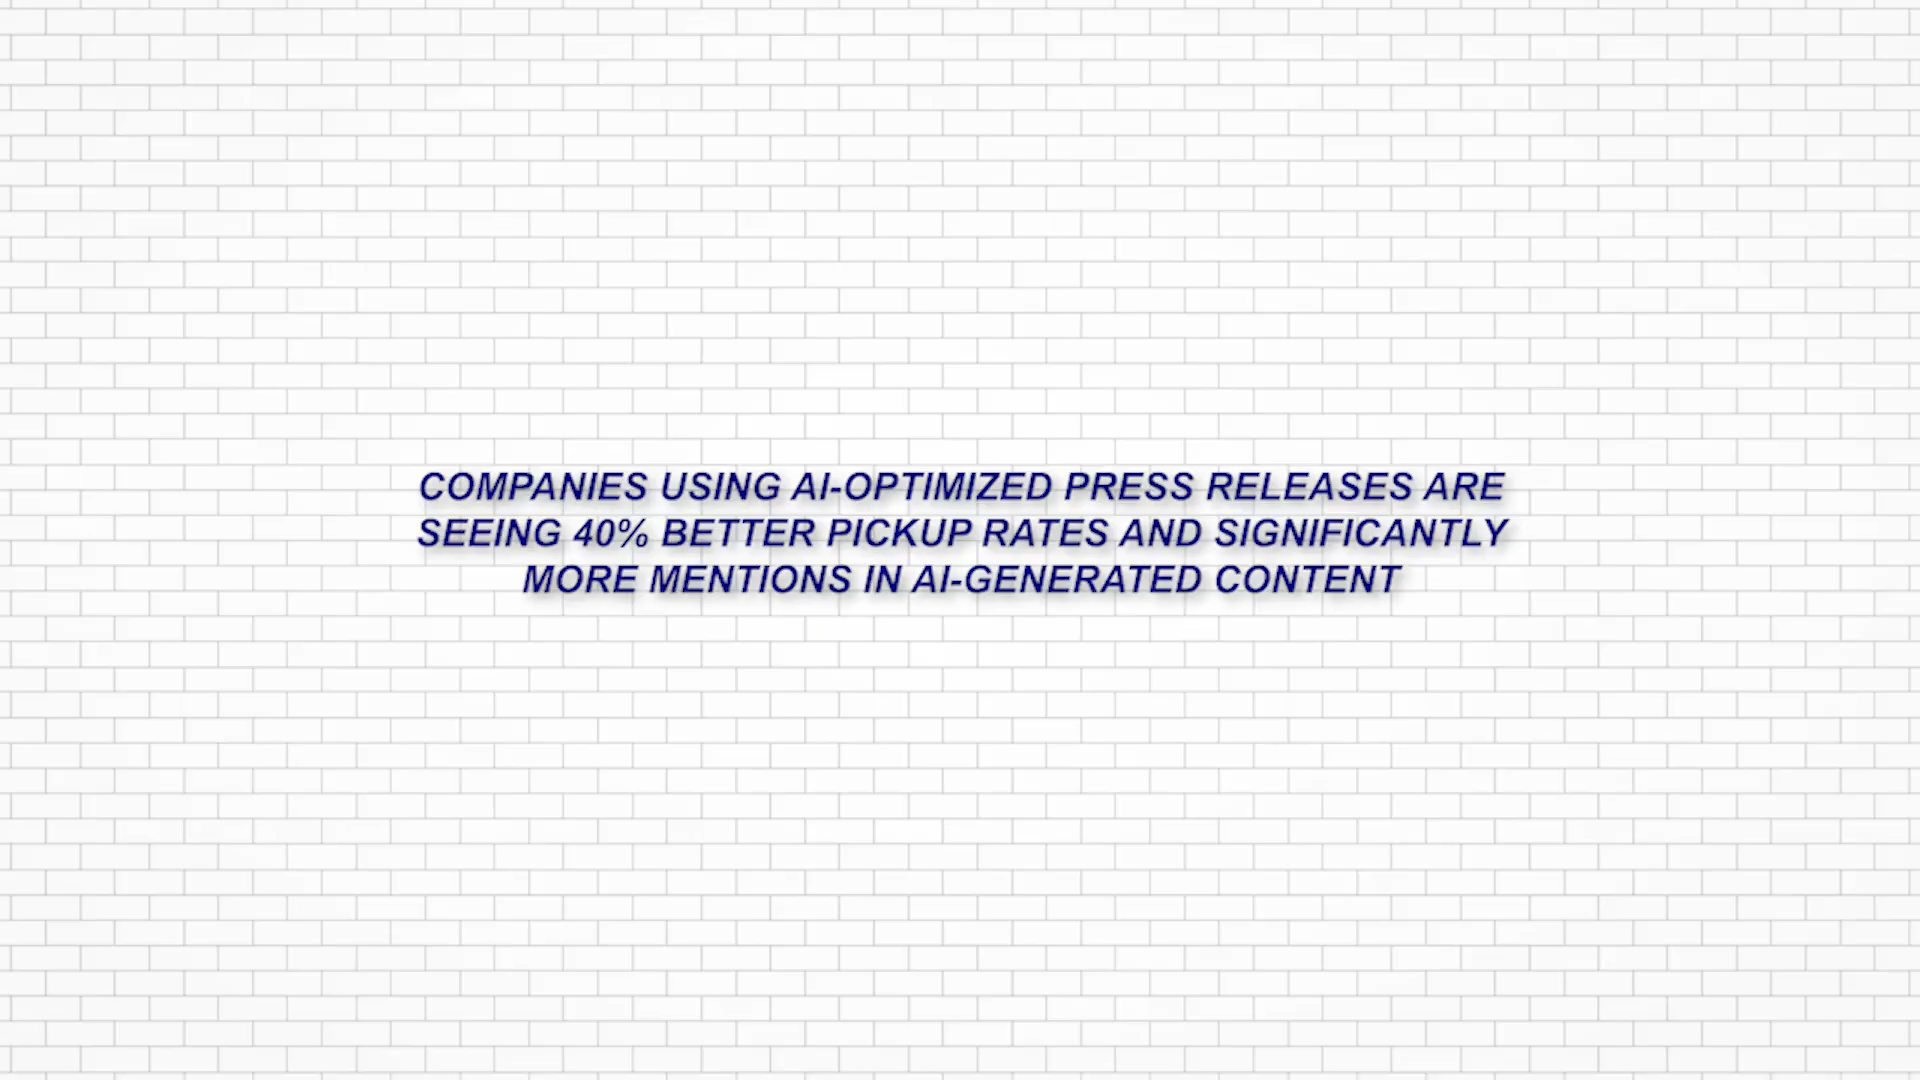 COMPANIES USING AI-OPTIMIZED PRESS RELEASES ARE
SEEING 40% BETTER PICKUP RATES AND SIGNIFICANTLY
MORE MENTIONS IN AI-GENERATED CONTENT